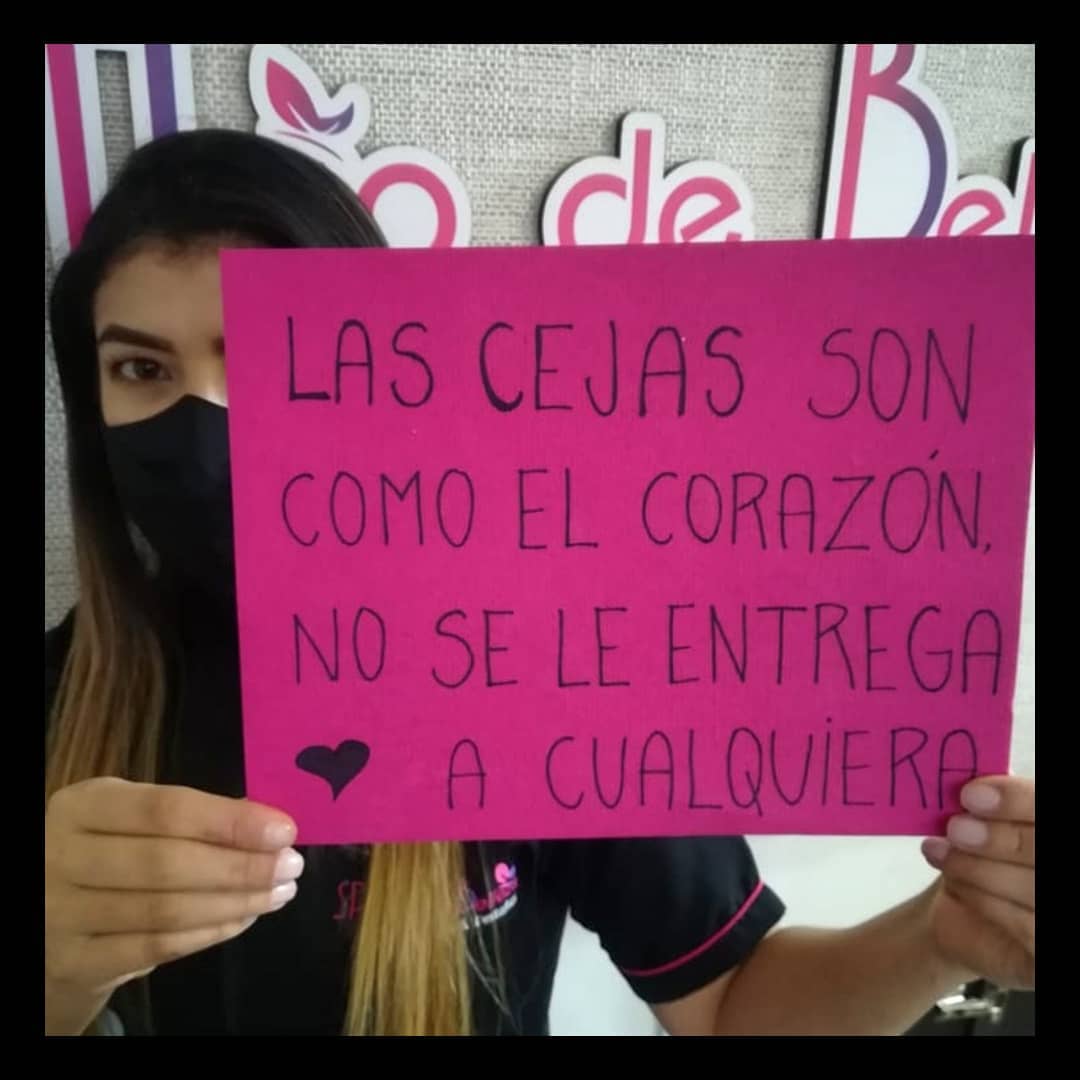 de
LAS CEJAS SON
COMO EL CORAZÓN,
NO SE LE ENTREGA
A CUALQUIERA